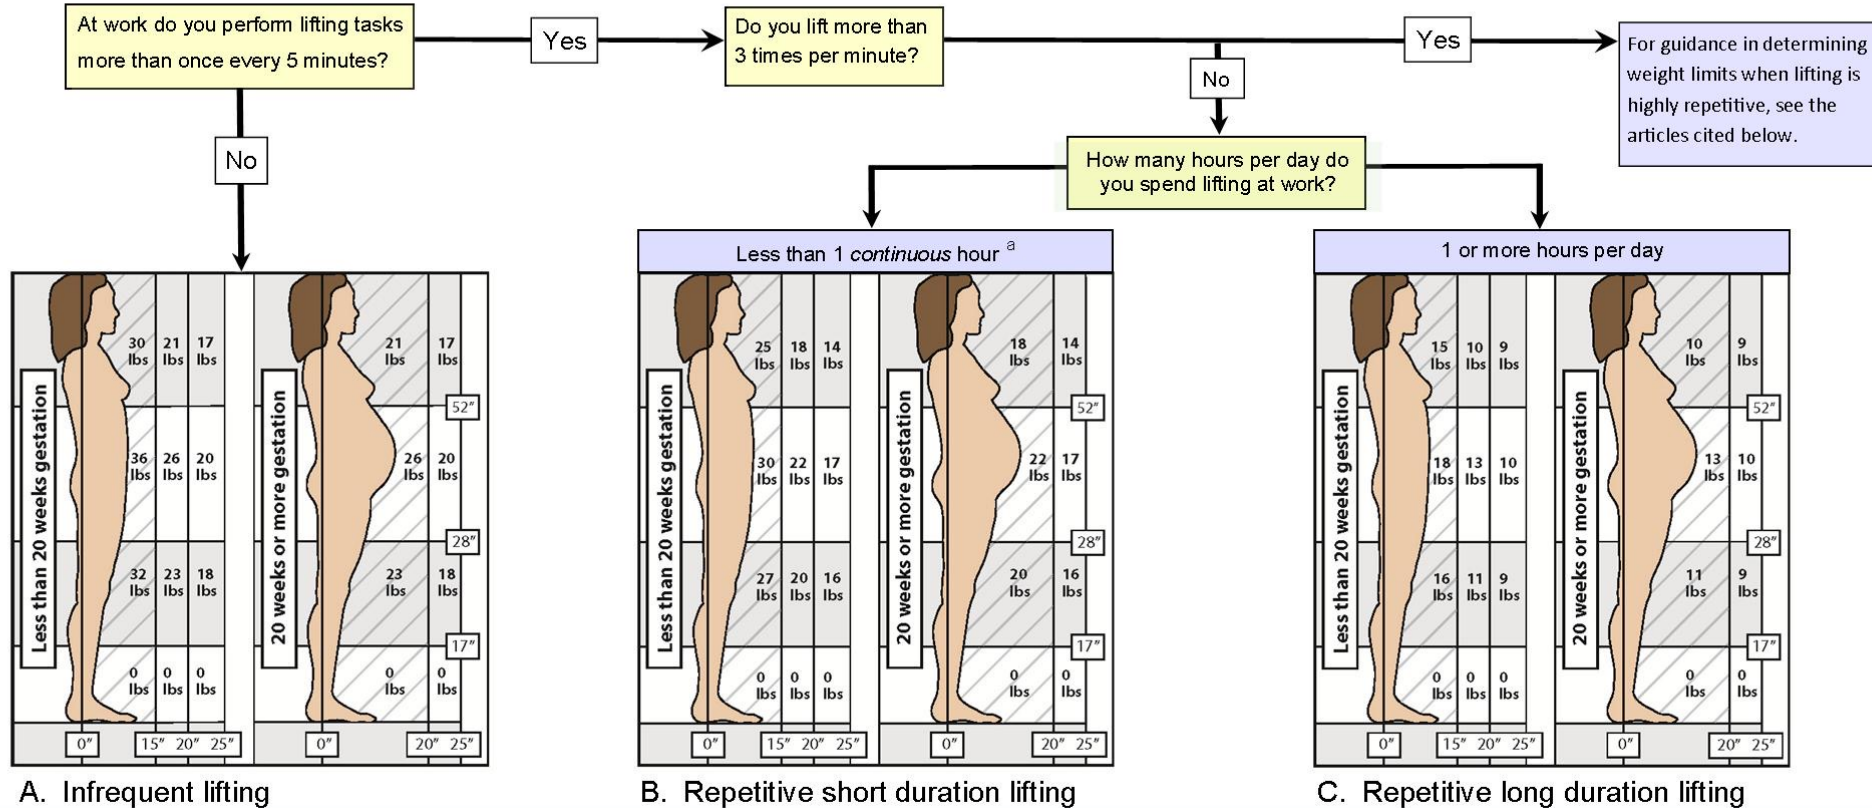 At work do you perform lifting tasks
more than once every 5 minutes?
Yes
Do you lift more than
3 times per minute?
Yes
For guidance in determining
weight limits when lifting is
highly repetitive, see the
articles cited below.
No
No
How many hours per day do
you spend lifting at work?
Less than 20 weeks gestation
30 21 17
lbs lbs lbs
36 26 20
lbs lbs lbs
32 23 18
lbs lbs lbs
0 0 0
lbs lbs lbs
0" 15" 20" 25"
20 weeks or more gestation
21 17
lbs lbs
52"
26 20
lbs lbs
28"
23 18
lbs lbs
17"
0 0
lbs lbs
0" 20" 25"
A. Infrequent lifting
Less than 1 continuous hour a
Less than 20 weeks gestation
25 18 14
lbs lbs lbs
30 22 17
lbs lbs lbs
27 20 16
lbs lbs lbs
0 0 0
lbs lbs lbs
0" 15" 20" 25"
20 weeks or more gestation
18 14
lbs lbs
52"
22 17
lbs lbs
28"
20 16
lbs lbs
17"
0 0
lbs lbs
0" 20" 25"
B. Repetitive short duration lifting
1 or more hours per day
Less than 20 weeks gestation
15 10 9
lbs lbs lbs
18 13 10
lbs lbs lbs
16 11 9
lbs lbs lbs
0 0 0
lbs lbs lbs
0" 15" 20" 25"
20 weeks or more gestation
10 9
lbs lbs
52"
13 10
lbs lbs
28"
11 9
lbs lbs
17"
0 0
lbs lbs
0" 20" 25"
C. Repetitive long duration lifting